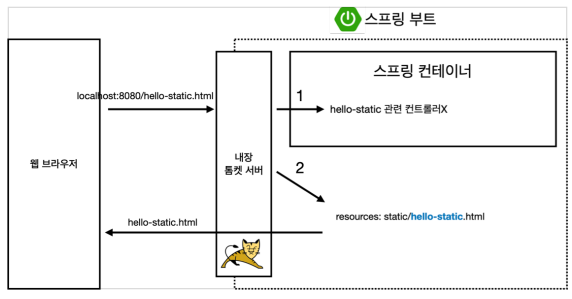 스프링 부트
스프링 컨테이너
localhost:8080/hello-static.html
1
hello-static 관련 컨트롤러X
웹 브라우저
내장
톰켓 서버
2
resources: static/hello-static.html
hello-static.html